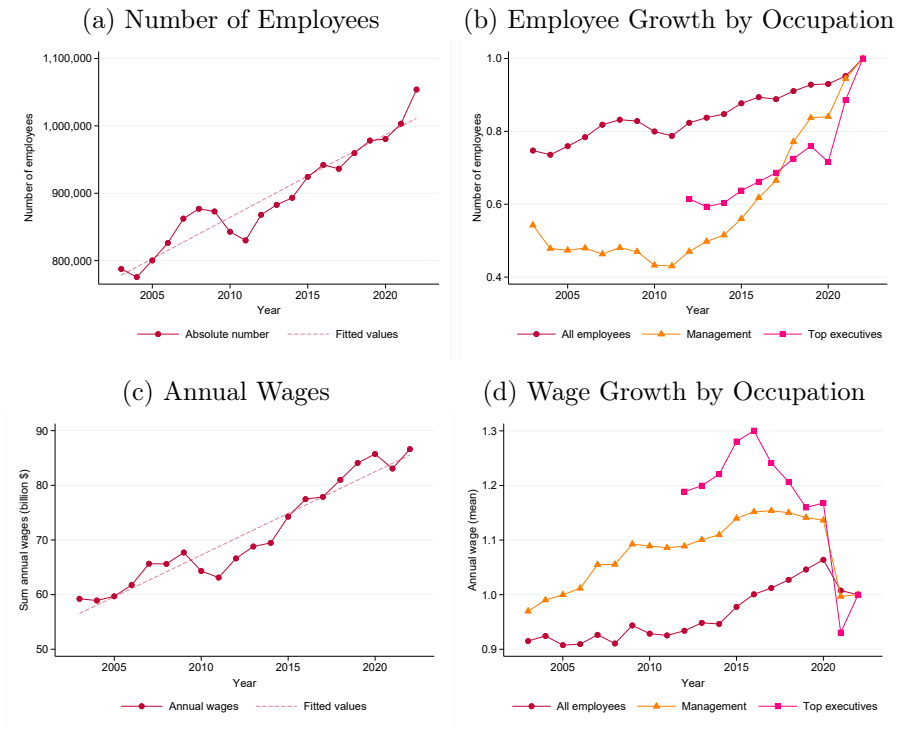 (a) Number of Employees
Number of employees
1,100,000
1,000,000
900,000
800,000
2005 2010 2015 2020
Year
Absolute number Fitted values
(b) Employee Growth by Occupation
Number of employees
1.0
0.8
0.6
0.4
2005 2010 2015 2020
Year
All employees Management Top executives
(c) Annual Wages
Sum annual wages (billion $)
90
80
70
60
50
2005 2010 2015 2020
Year
Annual wages Fitted values
(d) Wage Growth by Occupation
Annual wage (mean)
1.3
1.2
1.1
1.0
0.9
2005 2010 2015 2020
Year
All employees Management Top executives